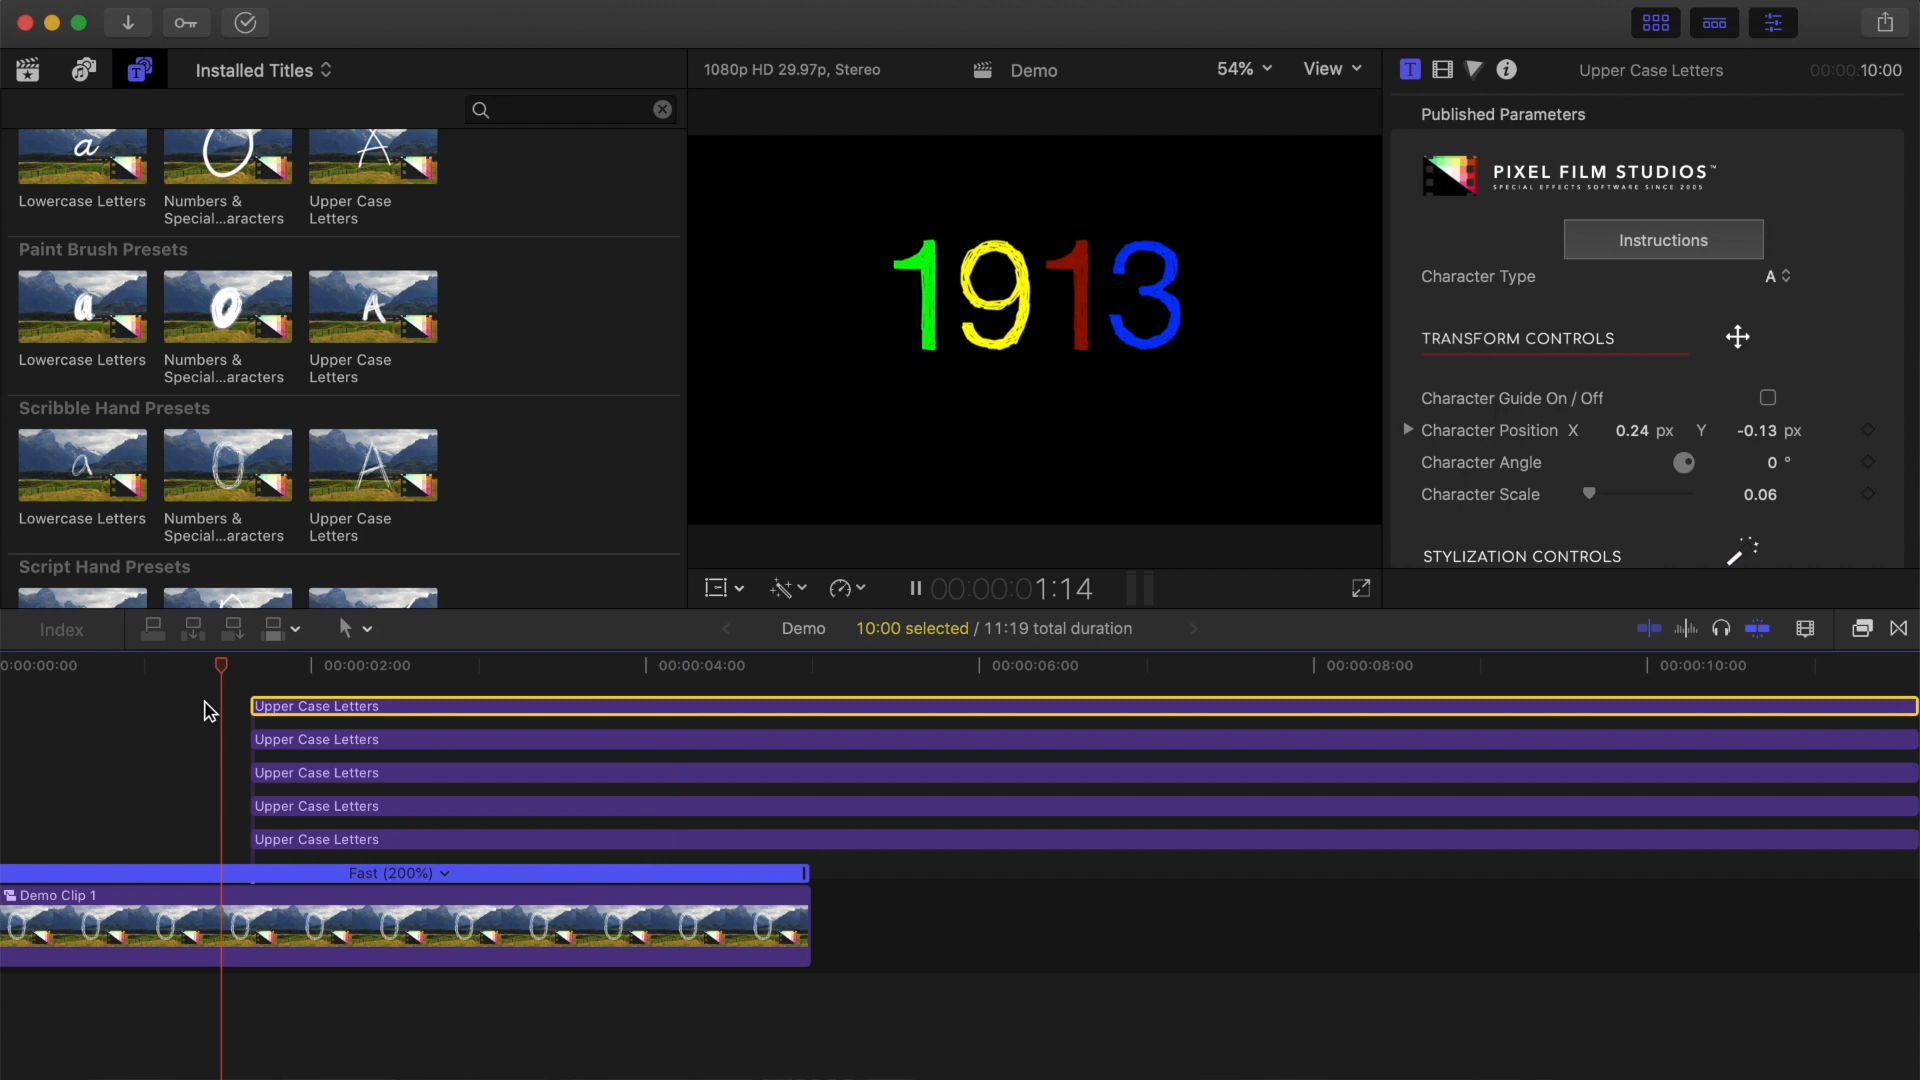 Installed Titles
1080p HD 29.97p, Stereo
Demo
54%
View
T
Upper Case Letters
00:00:10:00
Lowercase Letters
Numbers &
Special...aracters
Upper Case
Letters
Paint Brush Presets
Lowercase Letters
Numbers &
Special...aracters
Upper Case
Letters
Scribble Hand Presets
Lowercase Letters
Numbers &
Special...aracters
Upper Case
Letters
Script Hand Presets
1913
Published Parameters
PIXEL FILM STUDIOS™
SPECIAL EFFECTS SOFTWARE SINCE 2005
Instructions
Character Type A
TRANSFORM CONTROLS
Character Guide On / Off
Character Position X 0.24 px Y -0.13 px
Character Angle 0 °
Character Scale 0.06
STYLIZATION CONTROLS
00:00:00:01:14
Index
Demo
10:00 selected / 11:19 total duration
0:00:00:00
00:00:02:00
00:00:04:00
00:00:06:00
00:00:08:00
00:00:10:00
Upper Case Letters
Upper Case Letters
Upper Case Letters
Upper Case Letters
Upper Case Letters
Fast (200%)
Demo Clip 1